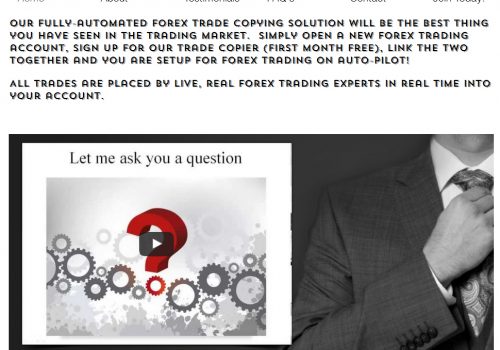 Home About Testimonials FAQ's Contact Join Today!
OUR FULLY-AUTOMATED FOREX TRADE COPYING SOLUTION WILL BE THE BEST THING
YOU HAVE SEEN IN THE TRADING MARKET. SIMPLY OPEN A NEW FOREX TRADING
ACCOUNT, SIGN UP FOR OUR TRADE COPIER (FIRST MONTH FREE), LINK THE TWO
TOGETHER AND YOU ARE SETUP FOR FOREX TRADING ON AUTO-PILOT!
ALL TRADES ARE PLACED BY LIVE, REAL FOREX TRADING EXPERTS IN REAL TIME INTO
YOUR ACCOUNT.
Let me ask you a question
?